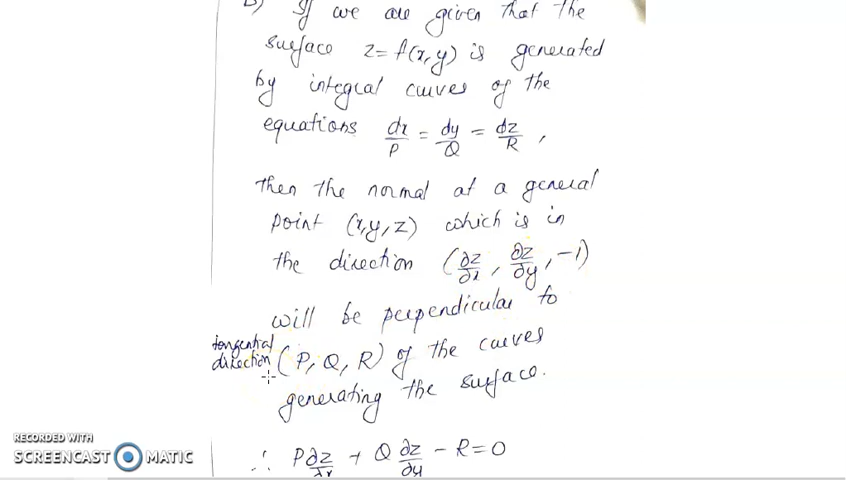 b) If we are given that the
surface z = f(x,y) is generated
by integral curves of the
equations dx/P = dy/Q = dz/R ,
then the normal at a general
point (x,y,z) which is in
the direction (∂z/∂x, ∂z/∂y, -1)
will be perpendicular to
tangential
direction (P, Q, R) of the curves
generating the surface.
∴ P ∂z/∂x + Q ∂z/∂y - R = 0
RECORDED WITH
SCREENCAST-O-MATIC